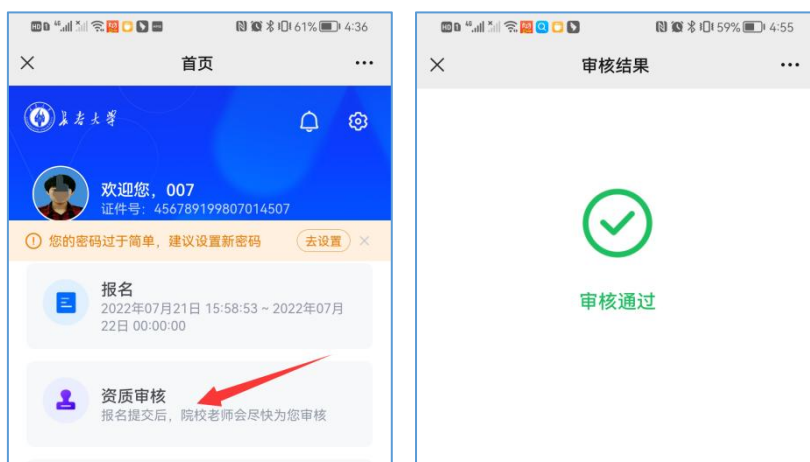 61% 4:36
首页
长春大学
欢迎您，007
证件号：456789199807014507
您的密码过于简单，建议设置新密码
去设置
报名
2022年07月21日 15:58:53 ~ 2022年07月
22日 00:00:00
资质审核
报名提交后，院校老师会尽快为您审核
59% 4:55
审核结果
审核通过